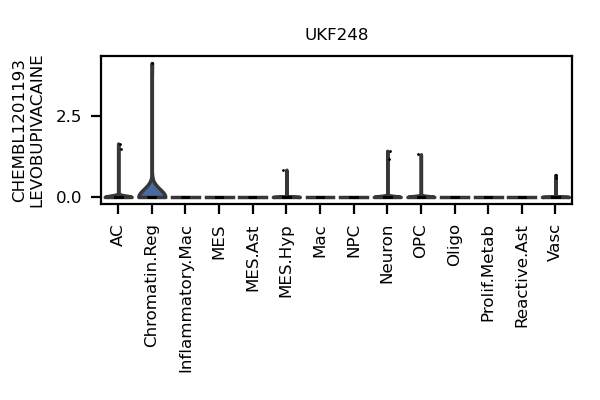 UKF248
CHEMBL1201193
LEVOBUPIVACAINE
2.5
0.0
AC
Chromatin.Reg
Inflammatory.Mac
MES
MES.Ast
MES.Hyp
Mac
NPC
Neuron
OPC
Oligo
Prolif.Metab
Reactive.Ast
Vasc